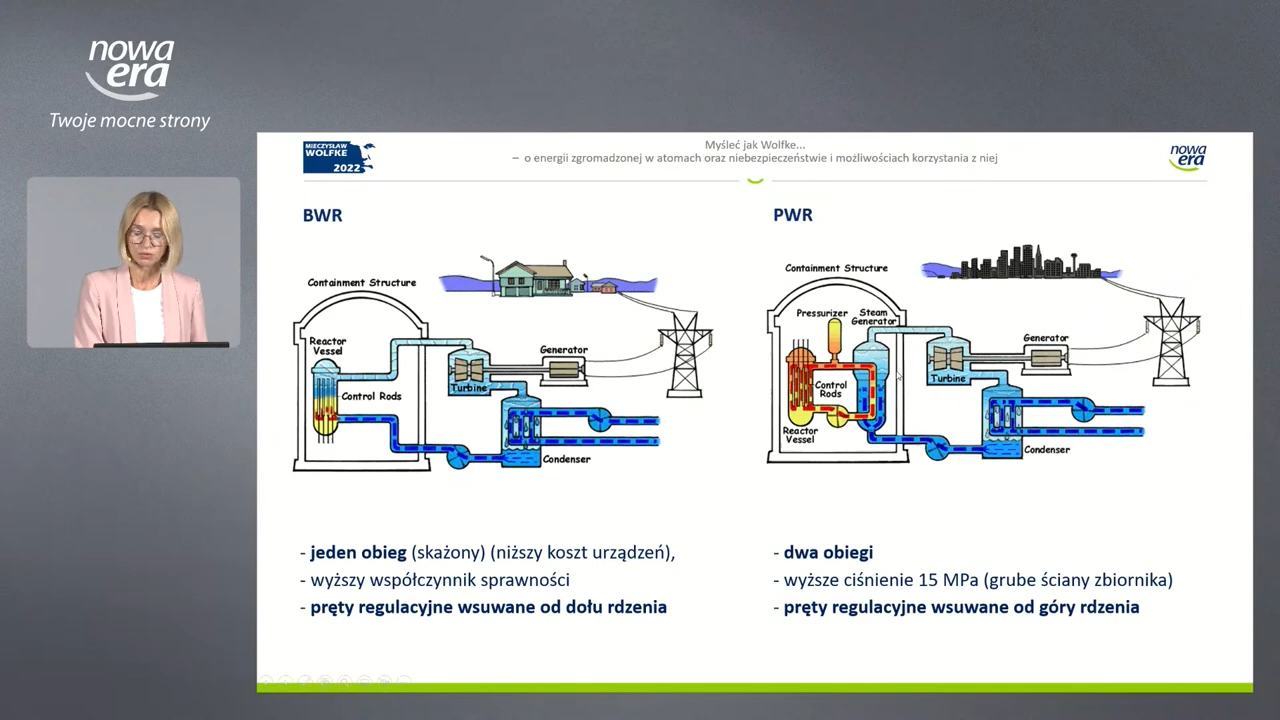 nowa
era
Twoje mocne strony
MIECZYSŁAW
WOLFKE
2022
Myśleć jak Wolfke...
– o energii zgromadzonej w atomach oraz niebezpieczeństwie i możliwościach korzystania z niej
nowa
era
BWR
Containment Structure
Reactor
Vessel
Control Rods
Turbine
Generator
Condenser
- jeden obieg (skażony) (niższy koszt urządzeń),
- wyższy współczynnik sprawności
- pręty regulacyjne wsuwane od dołu rdzenia
PWR
Containment Structure
Pressurizer
Steam
Generator
Control
Rods
Reactor
Vessel
Turbine
Generator
Condenser
- dwa obiegi
- wyższe ciśnienie 15 MPa (grube ściany zbiornika)
- pręty regulacyjne wsuwane od góry rdzenia